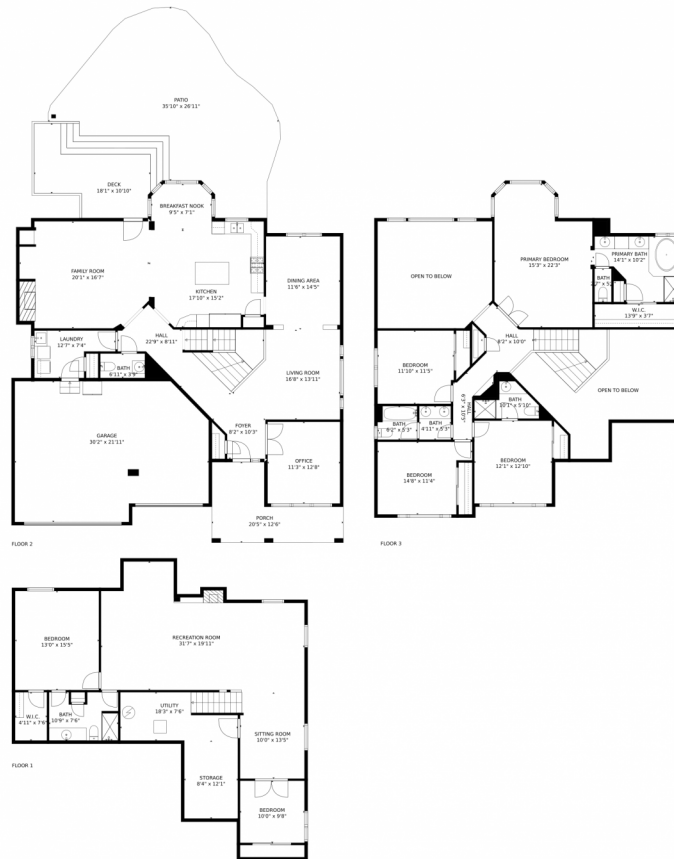 PATIO
35'10" x 26'11"
DECK
18'1" x 10'10"
BREAKFAST NOOK
9'5" x 7'1"
FAMILY ROOM
20'1" x 16'7"
KITCHEN
17'10" x 15'2"
DINING AREA
11'6" x 14'5"
LAUNDRY
12'7" x 7'4"
HALL
22'9" x 8'11"
BATH
6'11" x 3'9"
LIVING ROOM
16'8" x 13'11"
GARAGE
30'2" x 21'11"
FOYER
8'2" x 10'3"
OFFICE
11'3" x 12'8"
PORCH
20'5" x 12'6"
FLOOR 2
OPEN TO BELOW
PRIMARY BEDROOM
15'3" x 22'3"
PRIMARY BATH
14'1" x 10'2"
BATH
W.I.C.
13'9" x 3'7"
HALL
8'2" x 10'0"
BEDROOM
11'10" x 11'5"
OPEN TO BELOW
HALL
BATH
10'1" x 5'10"
BATH
6'2" x 5'3"
BATH
4'11" x 5'3"
BEDROOM
14'8" x 11'4"
BEDROOM
12'1" x 12'10"
FLOOR 3
BEDROOM
13'0" x 15'5"
RECREATION ROOM
31'7" x 19'11"
W.I.C.
4'11" x 7'6"
BATH
10'9" x 7'6"
UTILITY
18'3" x 7'6"
SITTING ROOM
10'0" x 13'5"
STORAGE
8'4" x 12'1"
BEDROOM
10'0" x 9'8"
FLOOR 1